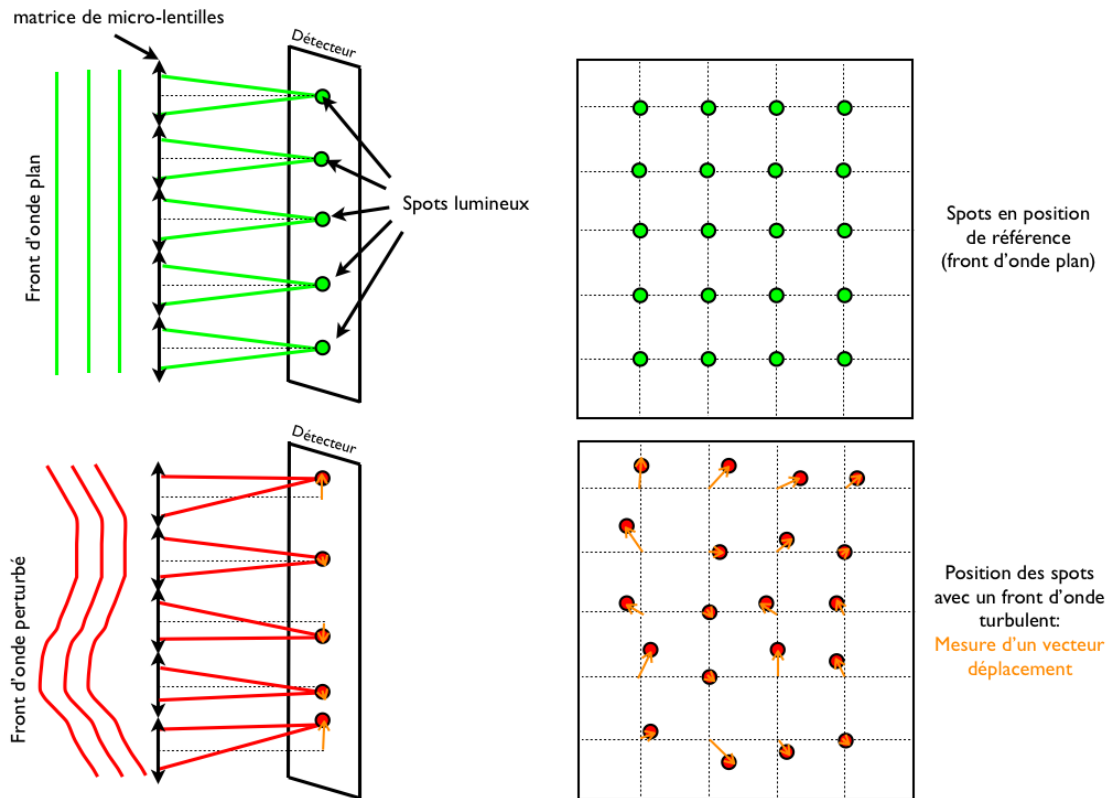 matrice de micro-lentilles
Détecteur
Front d'onde plan
Spots lumineux
Spots en position
de référence
(front d'onde plan)
Détecteur
Front d'onde perturbé
Position des spots
avec un front d'onde
turbulent:
Mesure d'un vecteur
déplacement